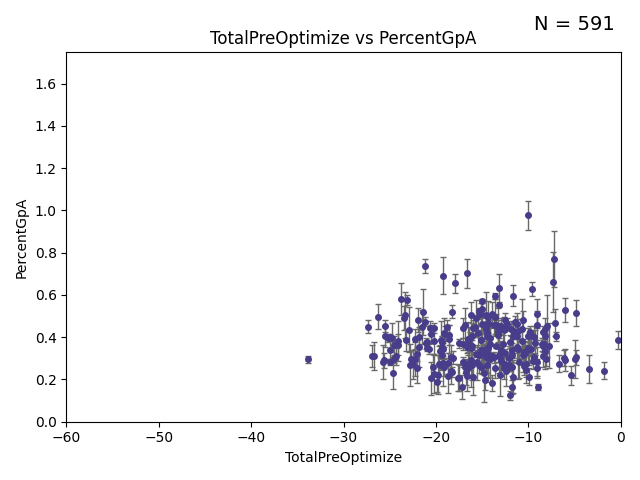 N = 591
TotalPreOptimize vs PercentGpA
1.6
1.4
1.2
1.0
0.8
0.6
0.4
0.2
0.0
PercentGpA
−60 −50 −40 −30 −20 −10 0
TotalPreOptimize